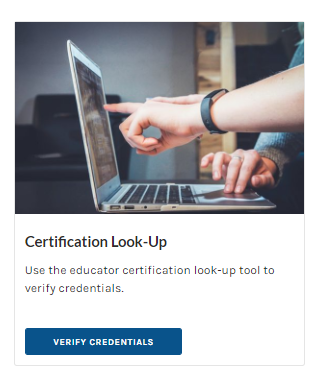 Certification Look-Up
Use the educator certification look-up tool to
verify credentials.
VERIFY CREDENTIALS